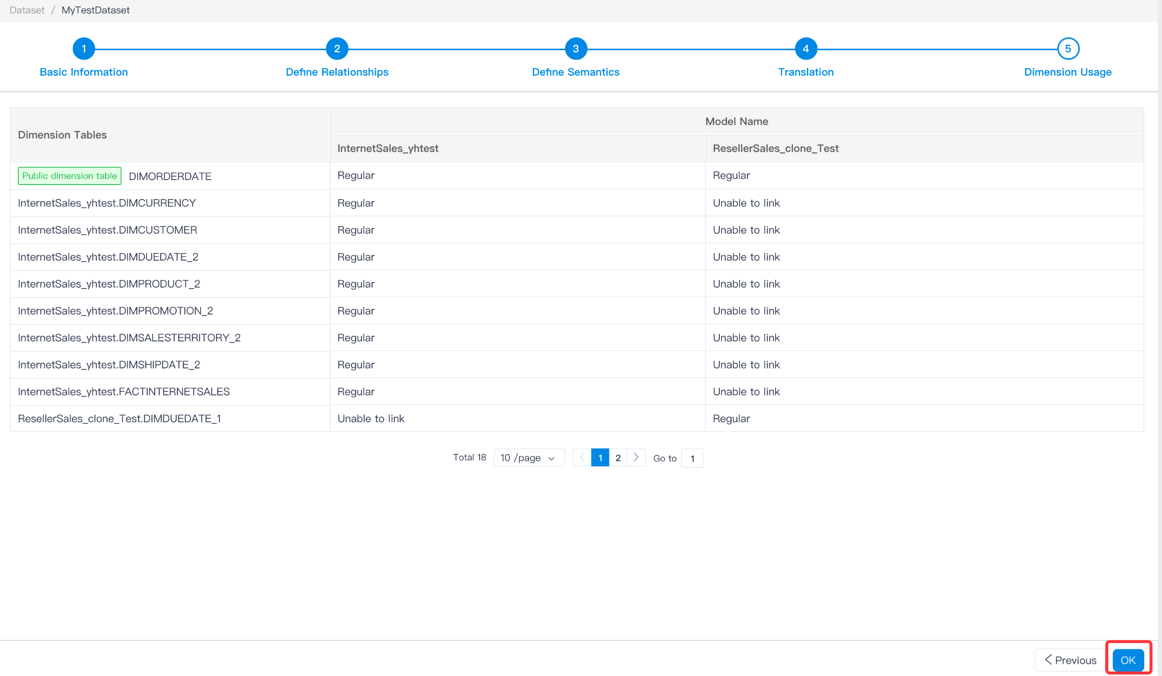 Dataset / MyTestDataset
1 2 3 4 5
Basic Information Define Relationships Define Semantics Translation Dimension Usage
Dimension Tables Model Name
InternetSales_yhtest ResellerSales_clone_Test
Public dimension table DIMORDERDATE Regular Regular
InternetSales_yhtest.DIMCURRENCY Regular Unable to link
InternetSales_yhtest.DIMCUSTOMER Regular Unable to link
InternetSales_yhtest.DIMDUEDATE_2 Regular Unable to link
InternetSales_yhtest.DIMPRODUCT_2 Regular Unable to link
InternetSales_yhtest.DIMPROMOTION_2 Regular Unable to link
InternetSales_yhtest.DIMSALESTERRITORY_2 Regular Unable to link
InternetSales_yhtest.DIMSHIPDATE_2 Regular Unable to link
InternetSales_yhtest.FACTINTERNETSALES Regular Unable to link
ResellerSales_clone_Test.DIMDUEDATE_1 Unable to link Regular
Total 18 10 /page 1 2 Go to 1
Previous OK